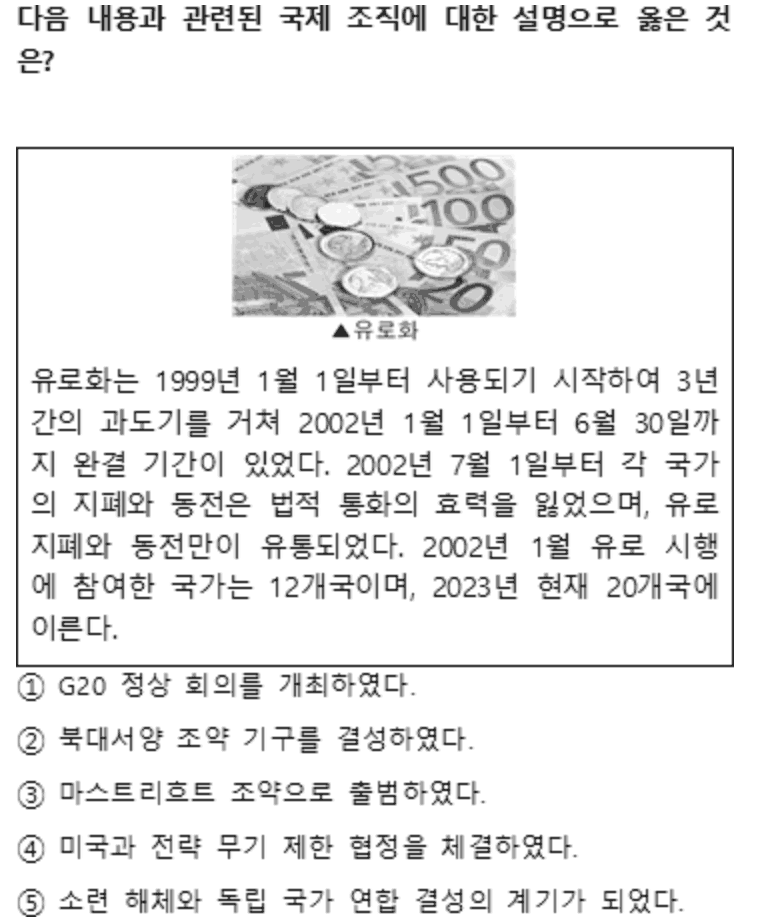 다음 내용과 관련된 국제 조직에 대한 설명으로 옳은 것
은?
500
100
50
▲유로화
유로화는 1999년 1월 1일부터 사용되기 시작하여 3년
간의 과도기를 거쳐 2002년 1월 1일부터 6월 30일까
지 완결 기간이 있었다. 2002년 7월 1일부터 각 국가
의 지폐와 동전은 법적 통화의 효력을 잃었으며, 유로
지폐와 동전만이 유통되었다. 2002년 1월 유로 시행
에 참여한 국가는 12개국이며, 2023년 현재 20개국에
이른다.
① G20 정상 회의를 개최하였다.
② 북대서양 조약 기구를 결성하였다.
③ 마스트리흐트 조약으로 출범하였다.
④ 미국과 전략 무기 제한 협정을 체결하였다.
⑤ 소련 해체와 독립 국가 연합 결성의 계기가 되었다.